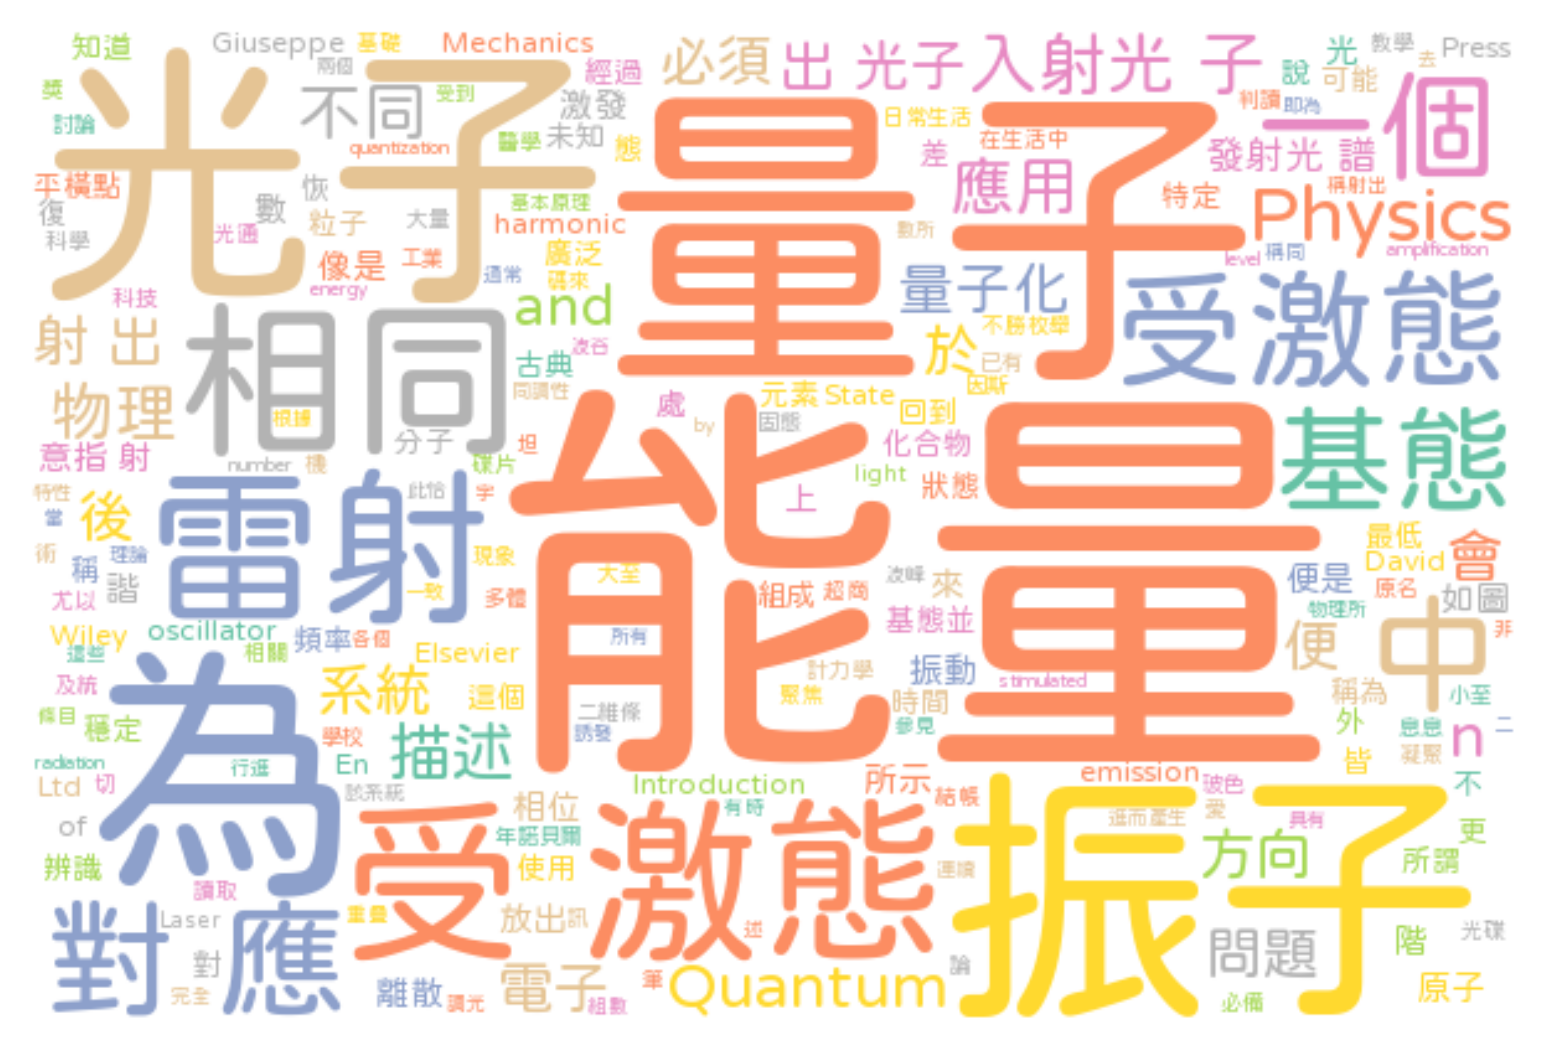 知道
Giuseppe
基礎
Mechanics
必須
出
光子
入射光
子
光
教學
Press
兩個
經過
說
可能
去
獎
不同
受到
激發
一個
討論
光子
quantization
醫學
未知
態
量子
日常生活
在生活中
差
即為
發射光
譜
平橫點
恢
復
數
粒子
大量
基本原理
harmonic
應用
特定
Physics
科學
光通
像是
工業
通常
廣泛
碼來
數所
量子化
level
稱同
amplification
energy
科技
and
射
出
相同
古典
波谷
同調性
於
不勝枚舉
已有
因斯
受激態
物理
根據
分子
坦
元素
State
回到
處
by
固態
化合物
基態
意指
射
number
機
碟片
light
狀態
上
能量
特性
當
後
雷射
此恰
宇
最低
David
會
術
理論
稱
諧
現象
大至
波峰
來
便是
原名
如圖
尤以
一致
多體
組成
超商
基態並
物理所
Wiley
oscillator
頻率
各個
所有
便
中
非
這些
相關
Elsevier
計力學
振動
stimulated
及統
系統
這個
聚焦
時間
稱為
小至
條目
穩定
為
二維條
誘發
參見
外
息息
n
二
學校
描述
凝聚
皆
radiation
行進
En
Introduction
所示
emission
玻色
不
Ltd
切
該系統
相位
有時
結帳
進而產生
愛
具有
of
受激態
年諾貝爾
振子
方向
更
辨識
使用
連續
所謂
讀取
對應
Laser
重疊
放出
訊
述
問題
階
光碟
對
完全
離散
調光
電子
組數
筆
Quantum
論
必備
原子